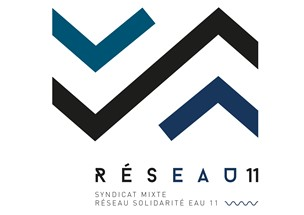 RÉSEAU11
SYNDICAT MIXTE
RÉSEAU SOLIDARITÉ EAU 11